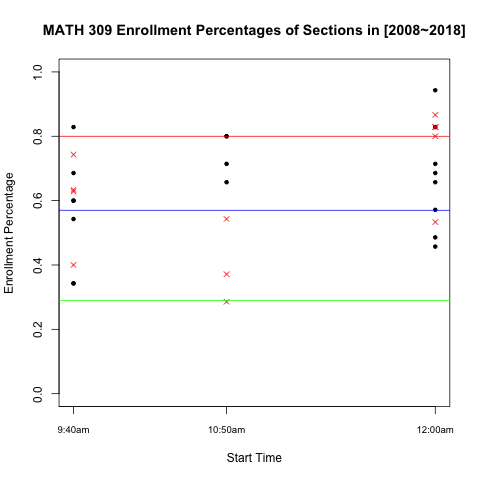 MATH 309 Enrollment Percentages of Sections in [2008~2018]
1.0
0.8
0.6
0.4
0.2
0.0
Enrollment Percentage
9:40am 10:50am 12:00am
Start Time